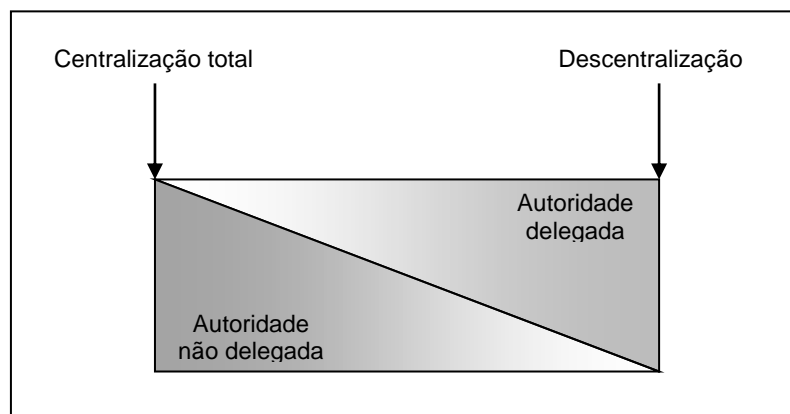 Centralização total
Descentralização
Autoridade
delegada
Autoridade
não delegada